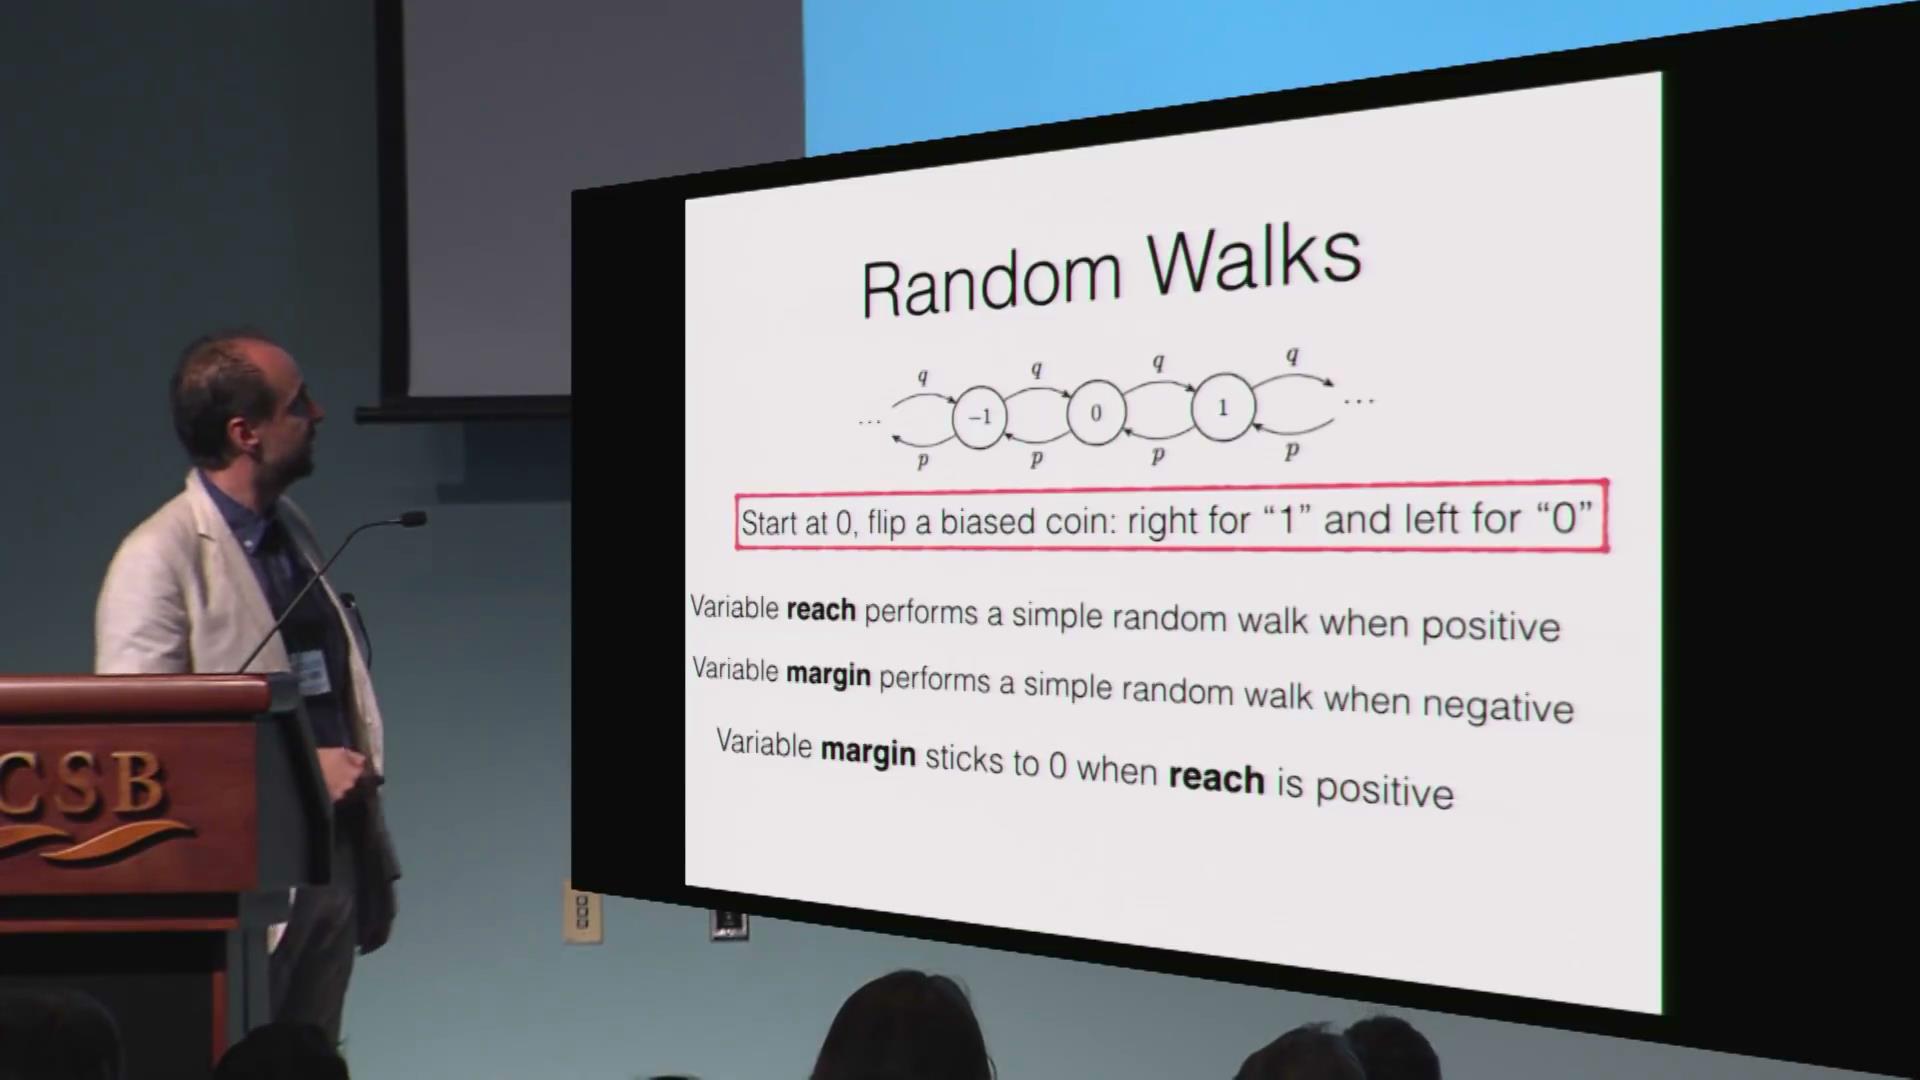 Random Walks
q q q q
... -1 0 1 ...
p p p p
Start at 0, flip a biased coin: right for “1” and left for “0”
Variable reach performs a simple random walk when positive
Variable margin performs a simple random walk when negative
Variable margin sticks to 0 when reach is positive
CSB